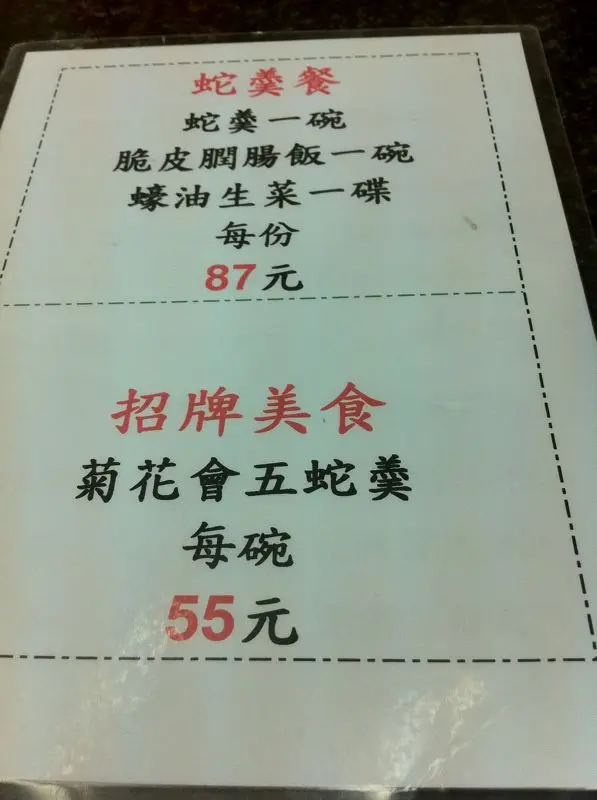 蛇羹餐
蛇羹一碗
脆皮膶腸飯一碗
蠔油生菜一碟
每份
87元
招牌美食
菊花會五蛇羹
每碗
55元